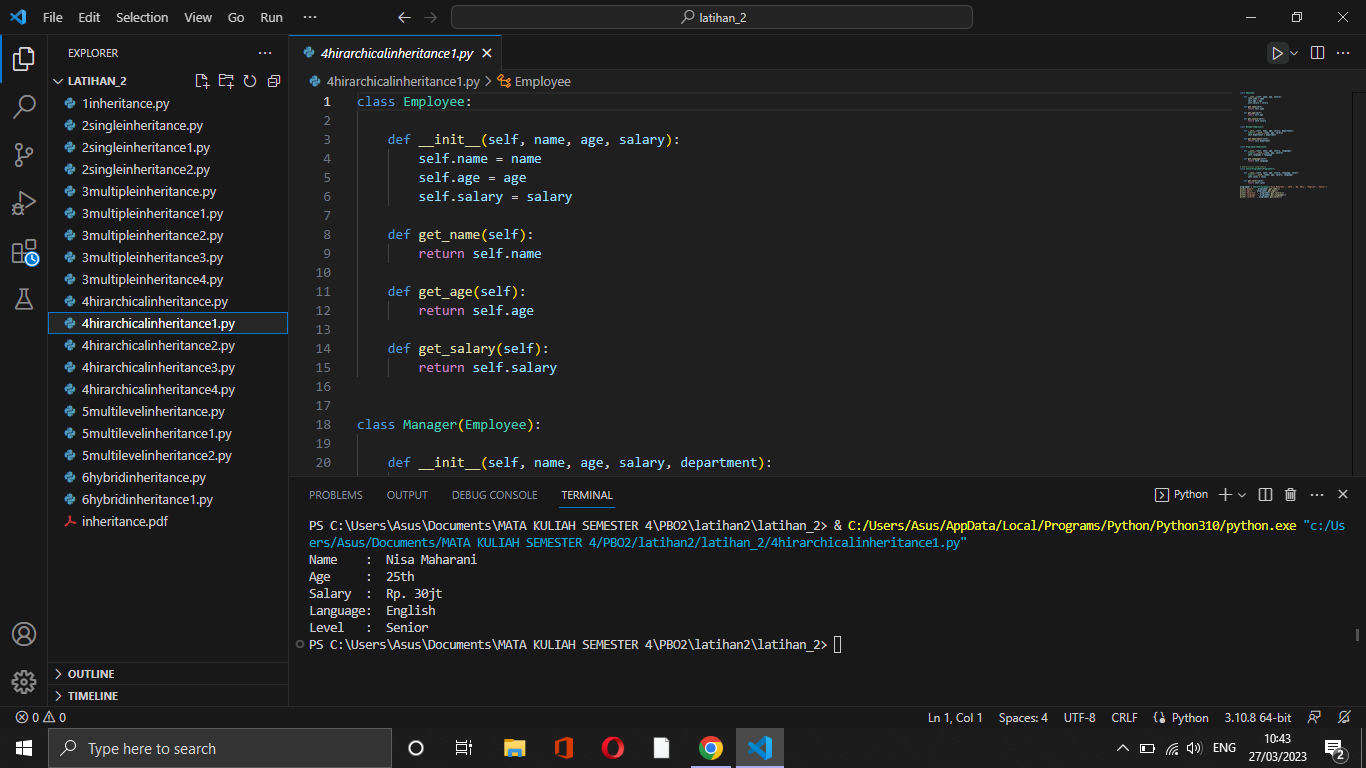 File Edit Selection View Go Run ···
latihan_2
EXPLORER ···
LATIHAN_2
1inheritance.py
2singleinheritance.py
2singleinheritance1.py
2singleinheritance2.py
3multipleinheritance.py
3multipleinheritance1.py
3multipleinheritance2.py
3multipleinheritance3.py
3multipleinheritance4.py
4hirarchicalinheritance.py
4hirarchicalinheritance1.py
4hirarchicalinheritance2.py
4hirarchicalinheritance3.py
4hirarchicalinheritance4.py
5multilevelinheritance.py
5multilevelinheritance1.py
5multilevelinheritance2.py
6hybridinheritance.py
6hybridinheritance1.py
inheritance.pdf
OUTLINE
TIMELINE
4hirarchicalinheritance1.py
4hirarchicalinheritance1.py > Employee
1 class Employee:
2
3 def __init__(self, name, age, salary):
4 self.name = name
5 self.age = age
6 self.salary = salary
7
8 def get_name(self):
9 return self.name
10
11 def get_age(self):
12 return self.age
13
14 def get_salary(self):
15 return self.salary
16
17
18 class Manager(Employee):
19
20 def __init__(self, name, age, salary, department):
PROBLEMS OUTPUT DEBUG CONSOLE TERMINAL
Python
PS C:\Users\Asus\Documents\MATA KULIAH SEMESTER 4\PBO2\latihan2\latihan_2> & C:/Users/Asus/AppData/Local/Programs/Python/Python310/python.exe "c:/Us
ers/Asus/Documents/MATA KULIAH SEMESTER 4/PBO2/latihan2/latihan_2/4hirarchicalinheritance1.py"
Name : Nisa Maharani
Age : 25th
Salary : Rp. 30jt
Language: English
Level : Senior
PS C:\Users\Asus\Documents\MATA KULIAH SEMESTER 4\PBO2\latihan2\latihan_2>
0 0
Ln 1, Col 1 Spaces: 4 UTF-8 CRLF Python 3.10.8 64-bit
Type here to search
ENG
10:43
27/03/2023
2